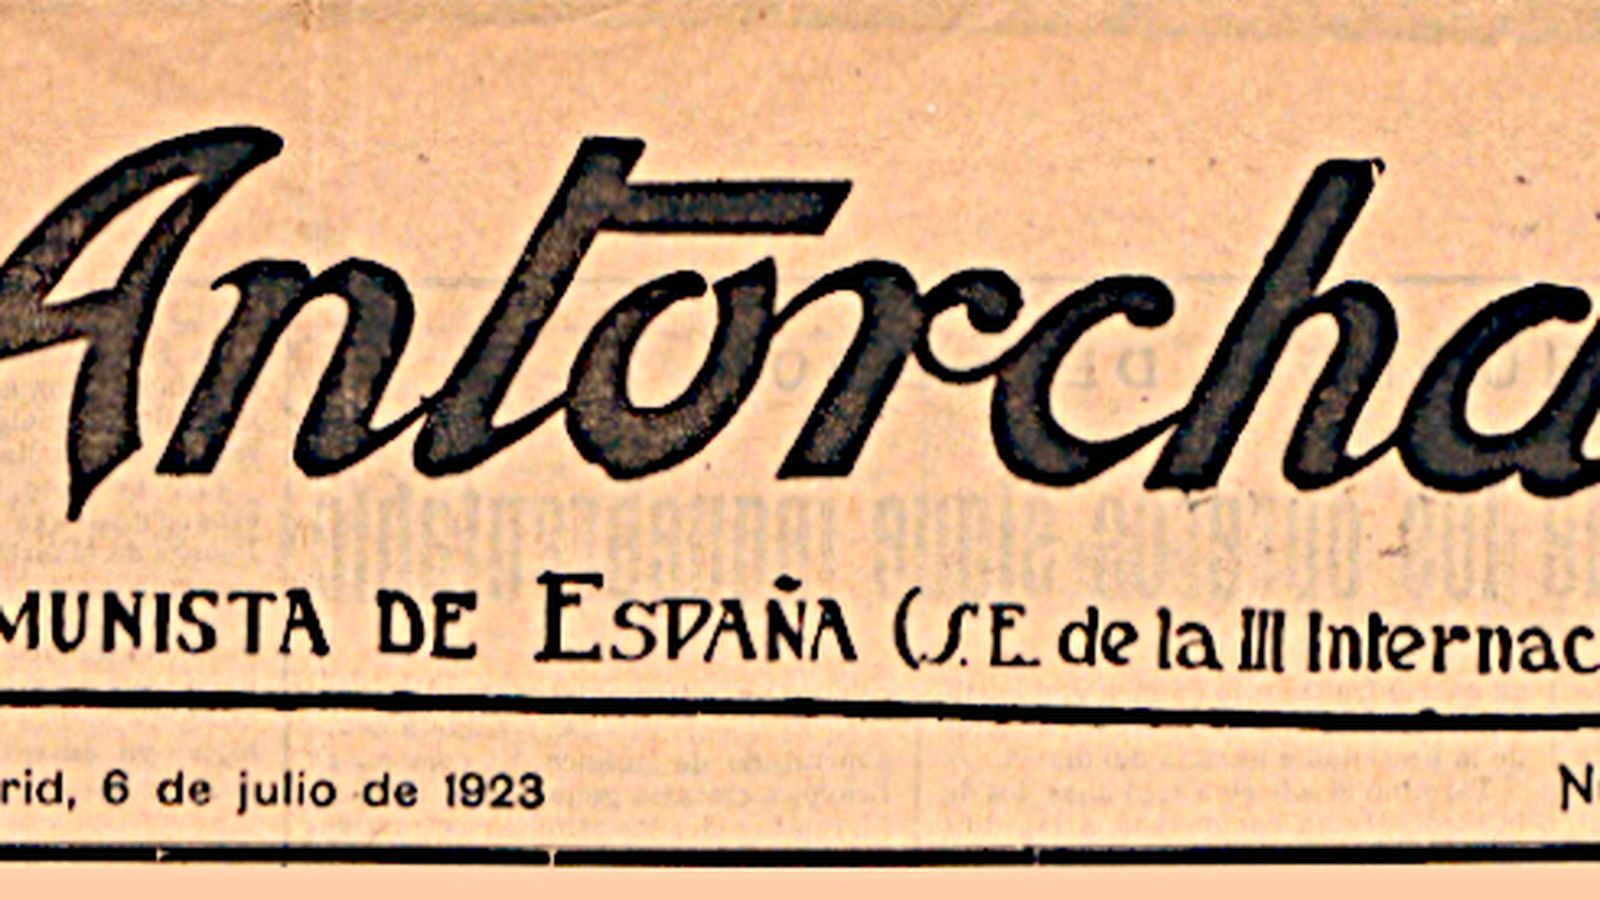 Antorcha
MUNISTA DE ESPAÑA (S.E. de la III Internac
rid, 6 de julio de 1923
N